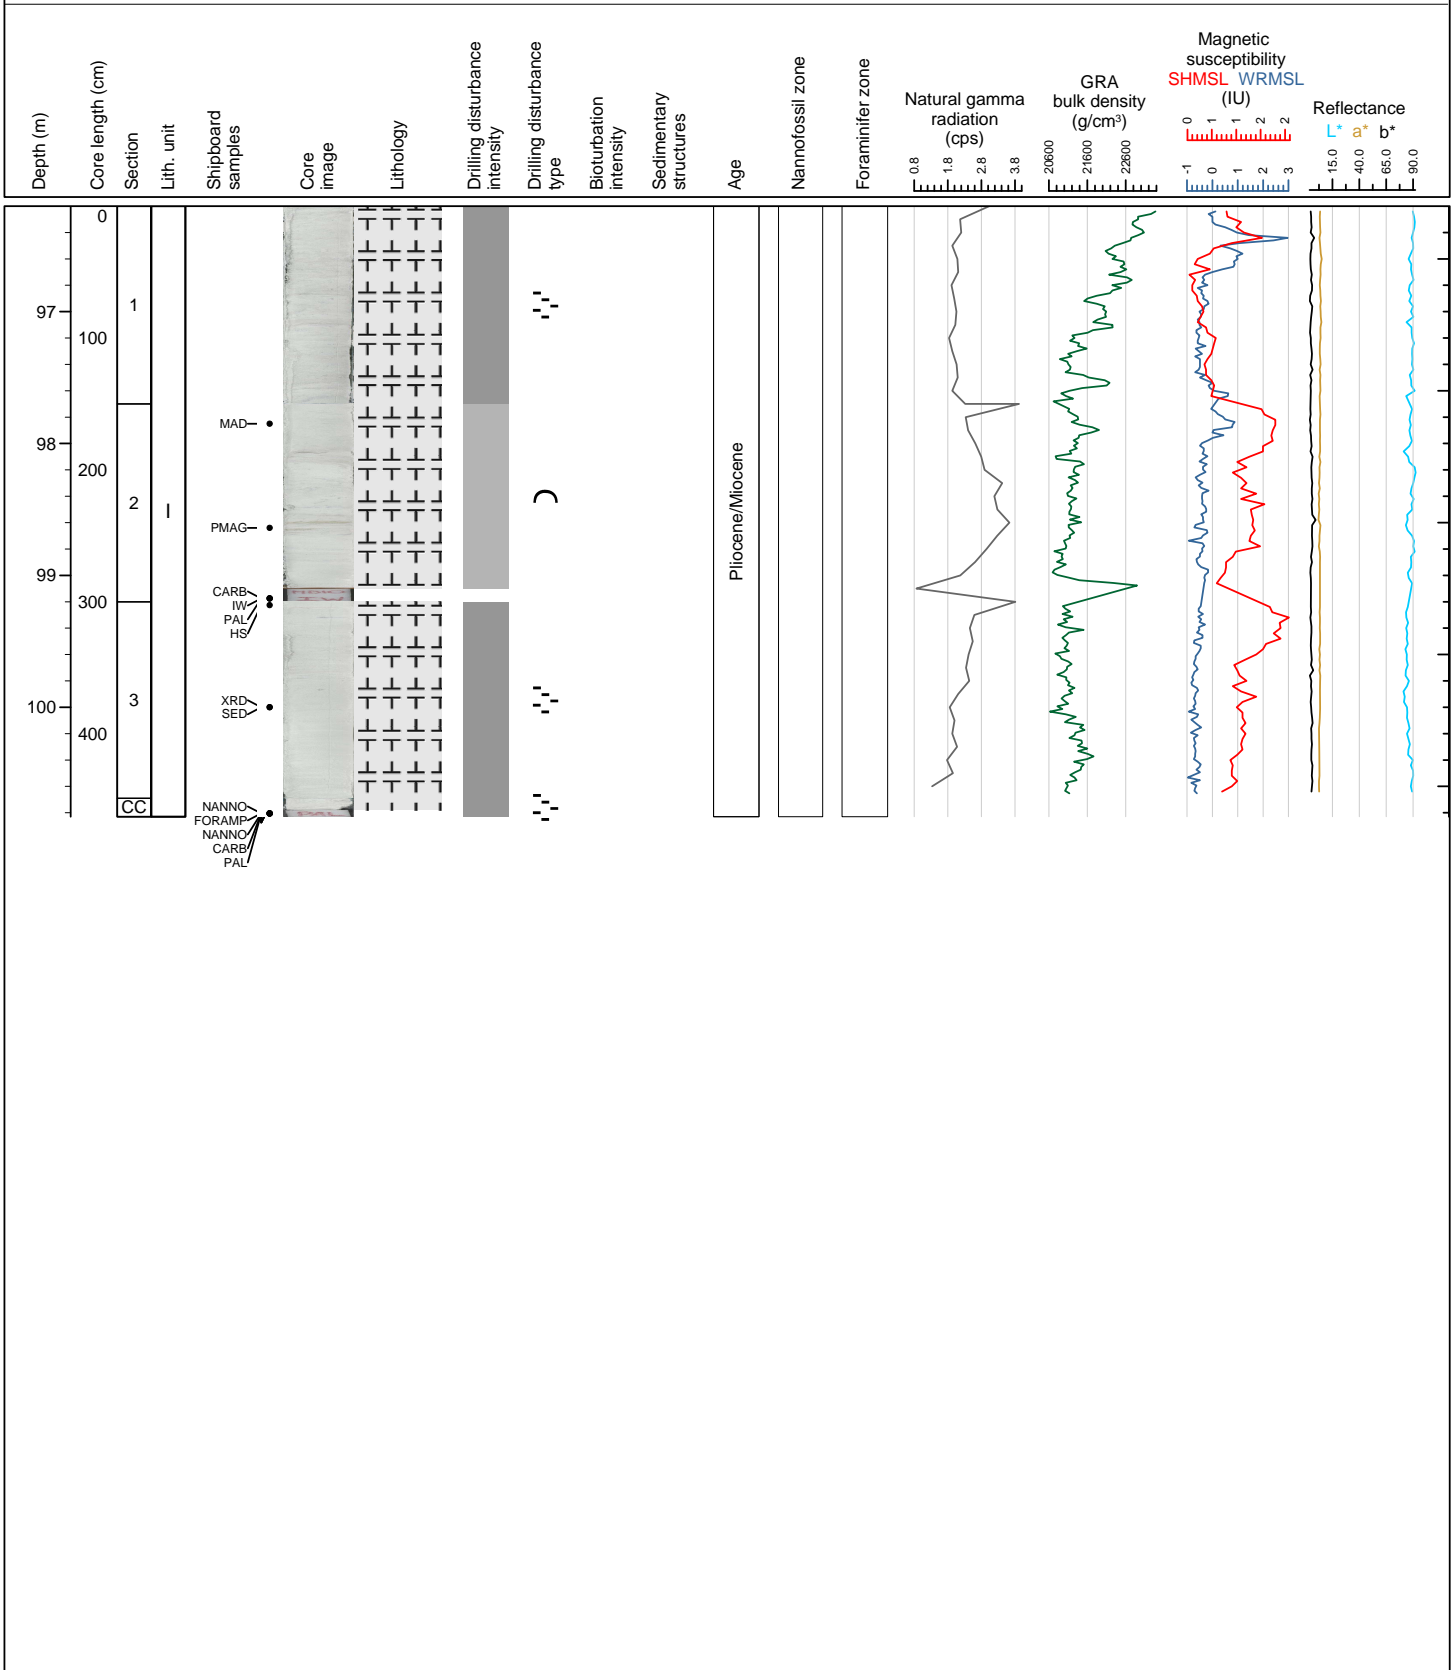 Depth (m)
Core length (cm)
Section
Lith. unit
Shipboard
samples
Core
image
Lithology
Drilling disturbance
intensity
Drilling disturbance
type
Bioturbation
intensity
Sedimentary
structures
Age
Nannofossil zone
Foraminifer zone
Natural gamma
radiation
(cps)
0.8 1.8 2.8 3.8
GRA
bulk density
(g/cm³)
20600 21600 22600
Magnetic
susceptibility
SHMSL WRMSL
(IU)
0 1 1 2 2
-1 0 1 2 3
Reflectance
L* a* b*
15.0 40.0 65.0 90.0
0
1
97
100
MAD
98
200
2
I
PMAG
Pliocene/Miocene
99
CARB
300
IW
PAL
HS
3
XRD
100
SED
400
CC
NANNO
FORAMP
NANNO
CARB
PAL
IW
PAL